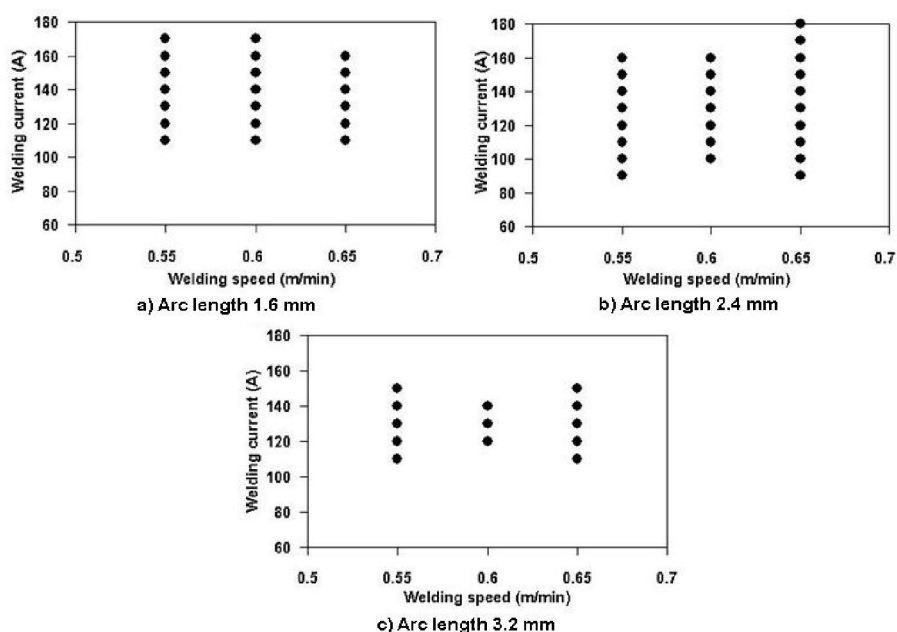 180
160
140
120
100
80
60
Welding current (A)
0.5 0.55 0.6 0.65 0.7
Welding speed (m/min)
a) Arc length 1.6 mm
180
160
140
120
100
80
60
Welding current (A)
0.5 0.55 0.6 0.65 0.7
Welding speed (m/min)
b) Arc length 2.4 mm
180
160
140
120
100
80
60
Welding current (A)
0.5 0.55 0.6 0.65 0.7
Welding speed (m/min)
c) Arc length 3.2 mm